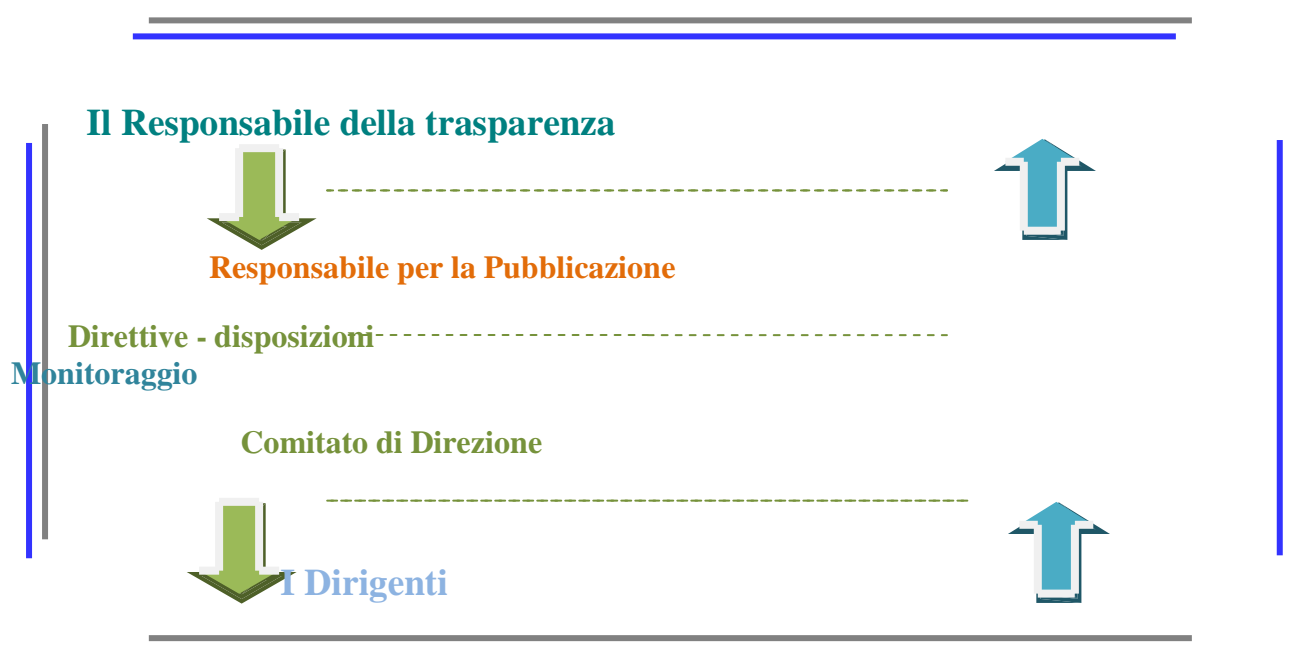 Il Responsabile della trasparenza
Responsabile per la Pubblicazione
Direttive - disposizioni
Monitoraggio
Comitato di Direzione
I Dirigenti